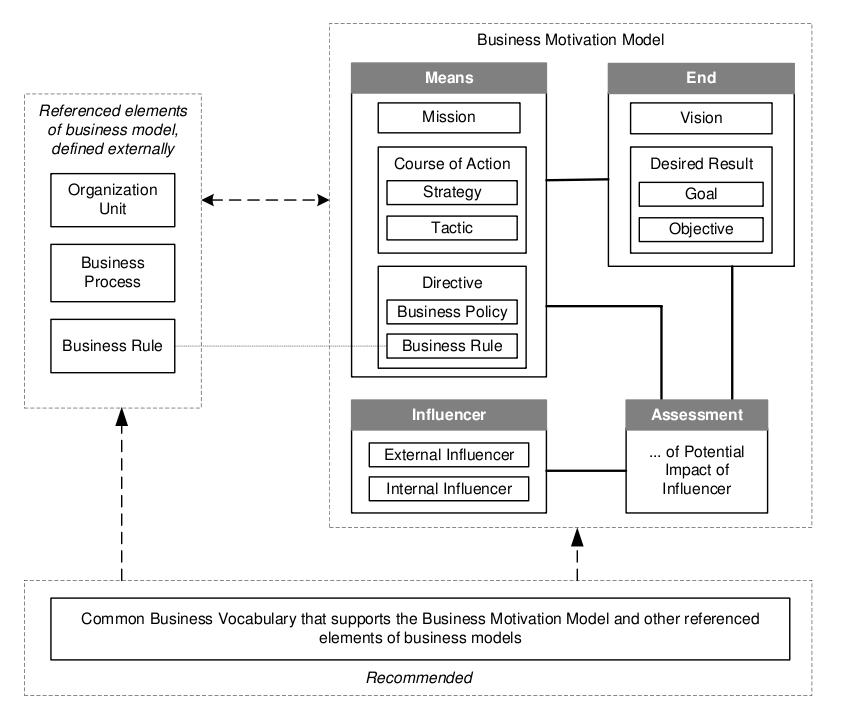 Business Motivation Model
Referenced elements
of business model,
defined externally
Organization
Unit
Business
Process
Business Rule
Means
Mission
Course of Action
Strategy
Tactic
Directive
Business Policy
Business Rule
End
Vision
Desired Result
Goal
Objective
Influencer
External Influencer
Internal Influencer
Assessment
... of Potential
Impact of
Influencer
Common Business Vocabulary that supports the Business Motivation Model and other referenced
elements of business models
Recommended